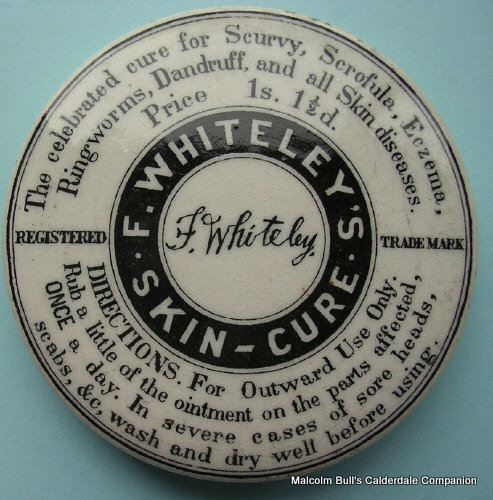 The celebrated cure for Scurvy, Scrofula, Eczema,
Ringworms, Dandruff, and all Skin diseases.
Price 1s. 1½d.
F. WHITELEY'S
F. Whiteley.
REGISTERED TRADE MARK
SKIN-CURE
DIRECTIONS. For Outward Use Only.
Rub a little of the ointment on the parts affected,
ONCE a day. In severe cases of sore heads,
scabs, &c, wash and dry well before using.
Malcolm Bull's Calderdale Companion